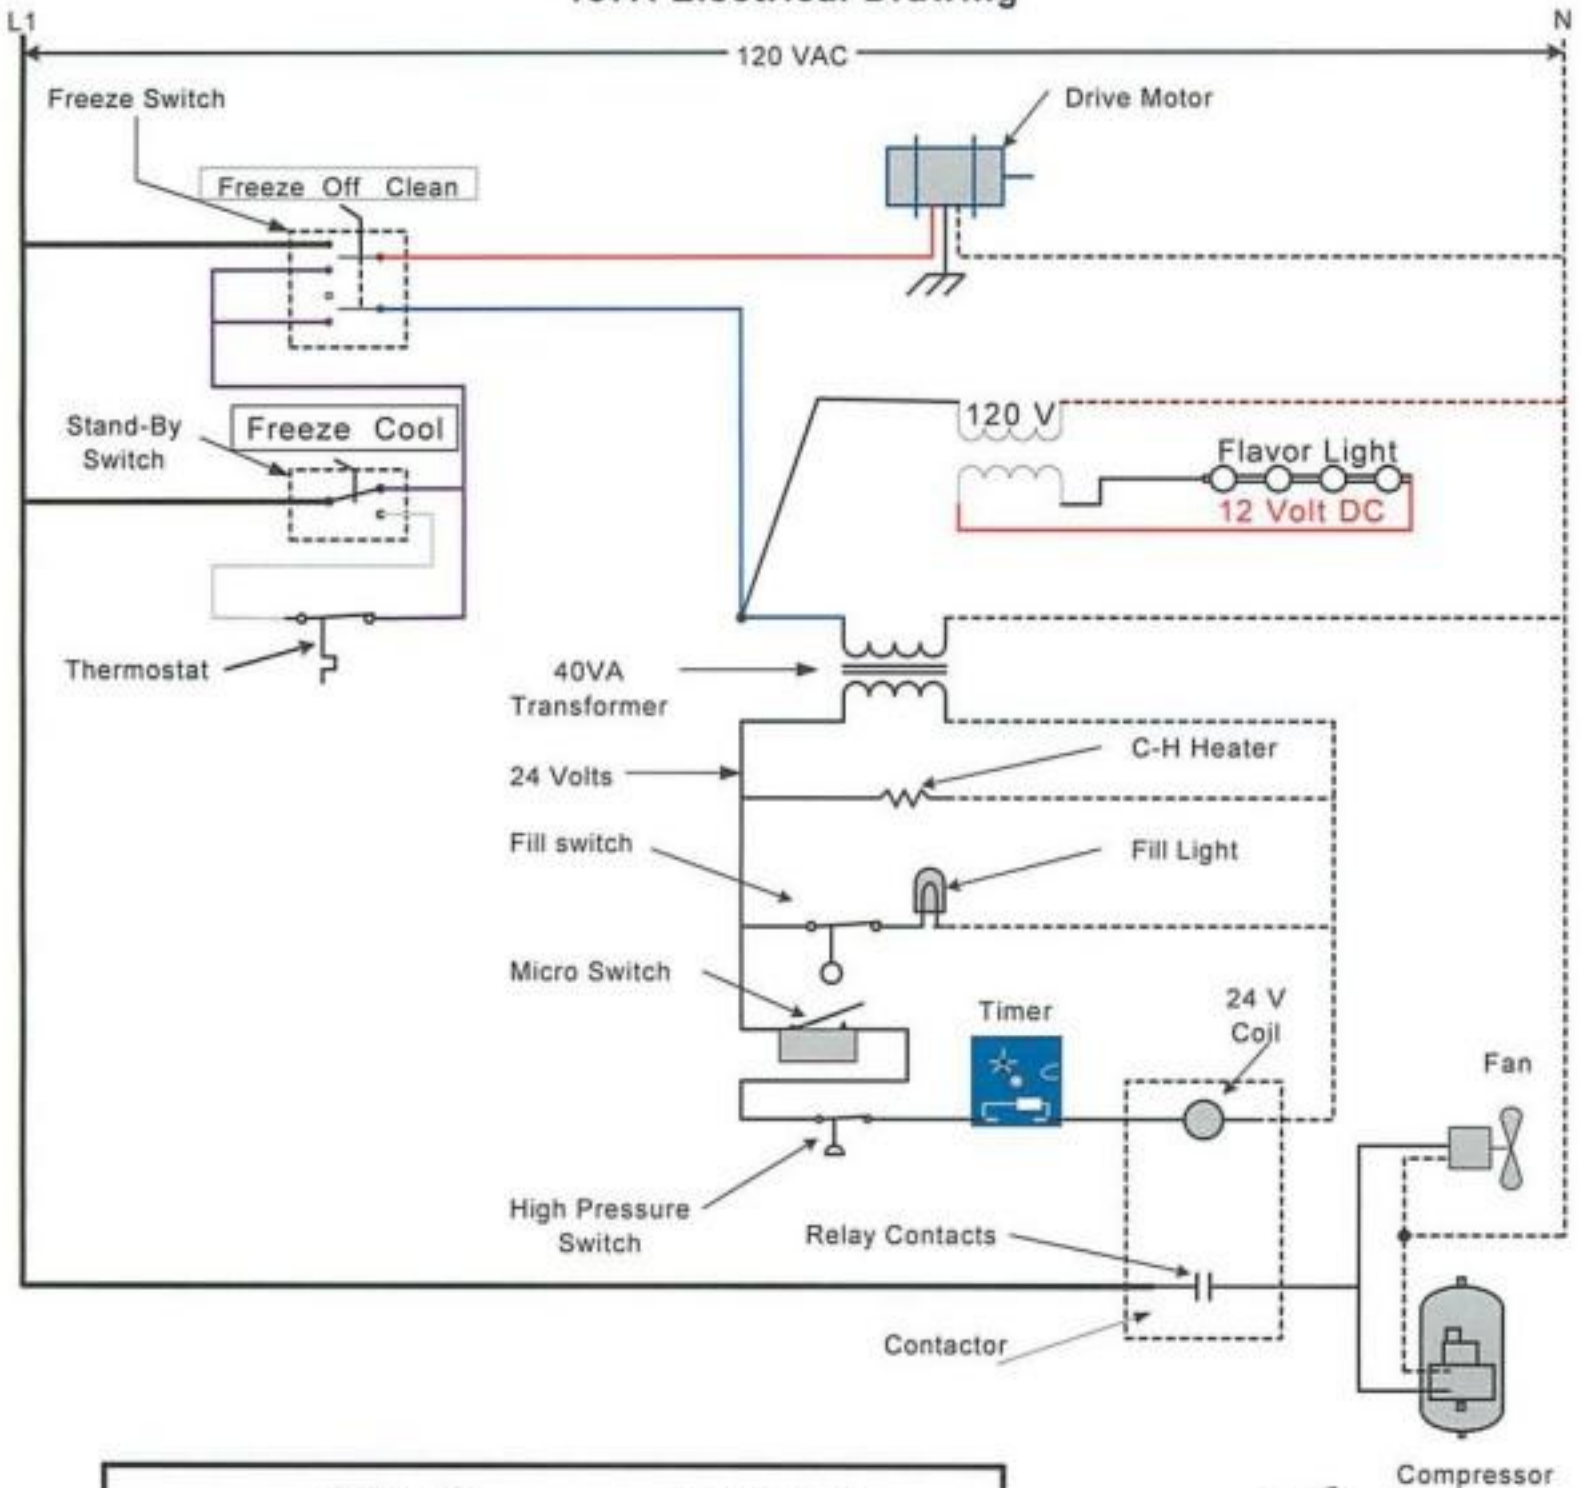 Electrical Drawing
L1
N
120 VAC
Freeze Switch
Drive Motor
Freeze Off Clean
Stand-By
Switch
Freeze Cool
120 V
Flavor Light
12 Volt DC
Thermostat
40VA
Transformer
C-H Heater
24 Volts
Fill switch
Fill Light
Micro Switch
Timer
24 V
Coil
Fan
High Pressure
Switch
Relay Contacts
Contactor
Compressor